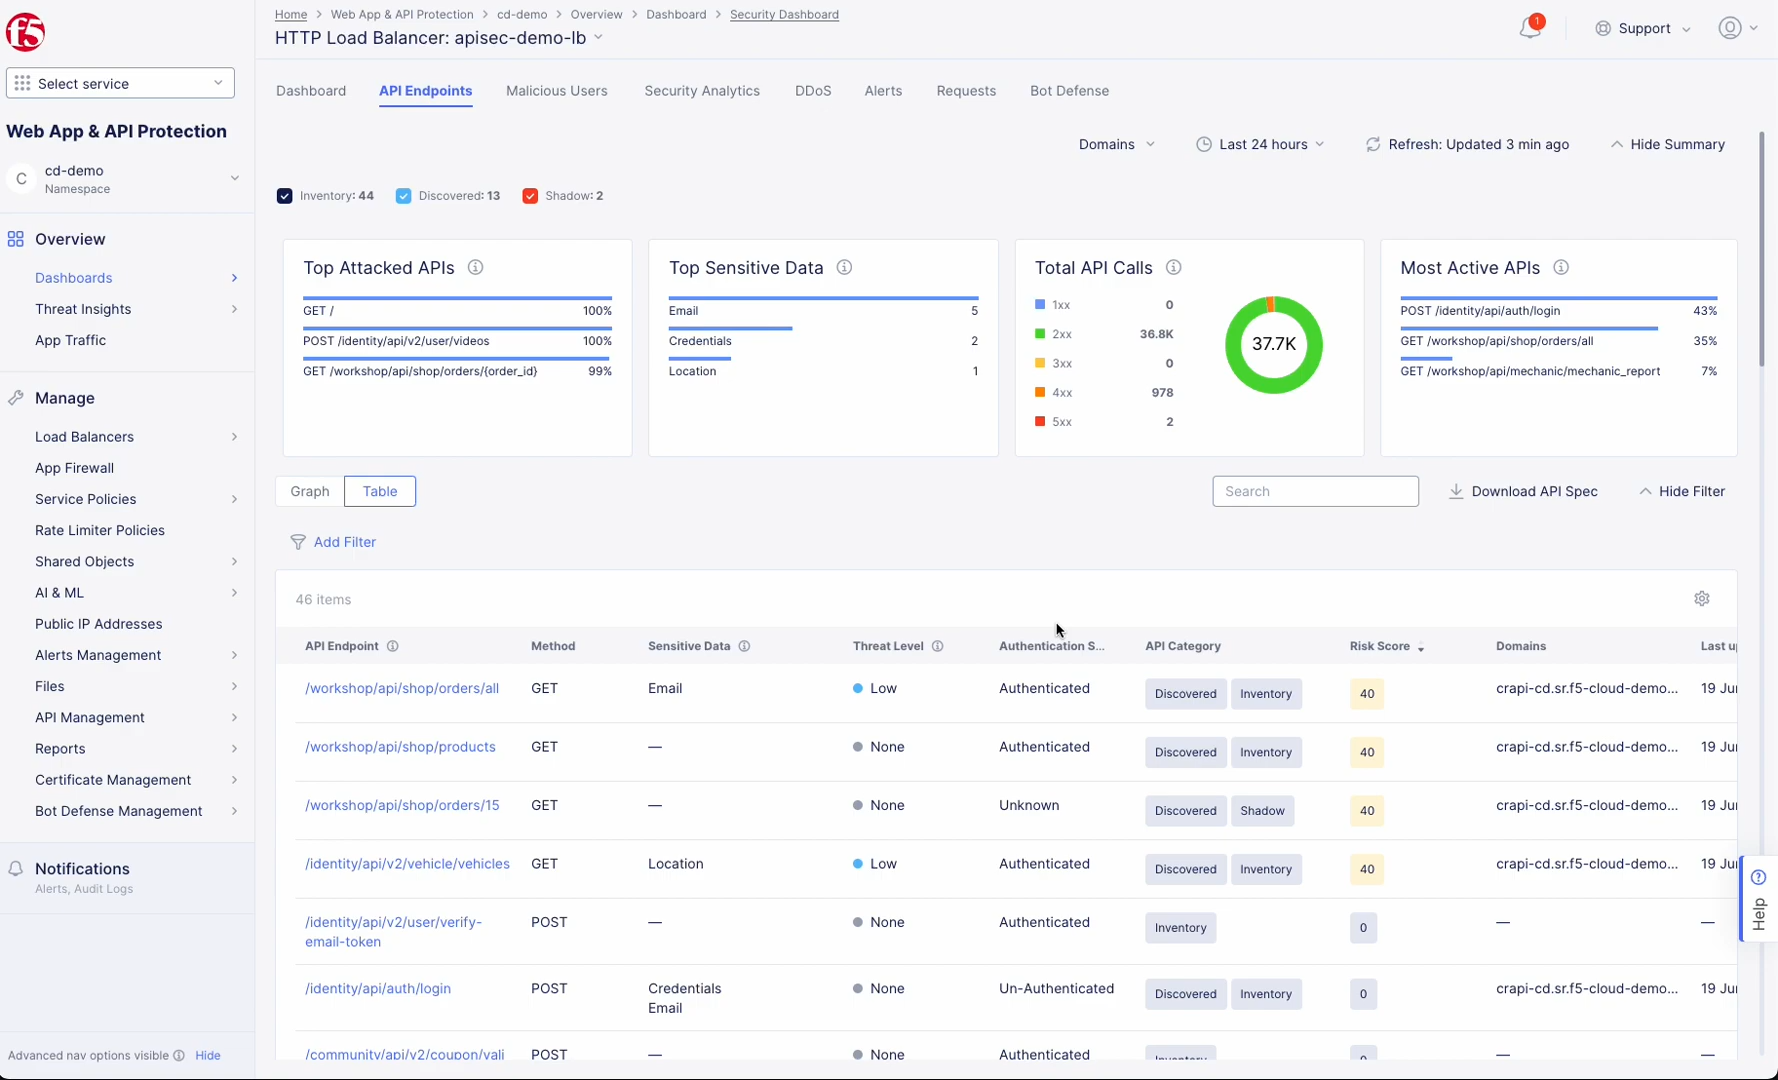 f5
Home > Web App & API Protection > cd-demo > Overview > Dashboard > Security Dashboard
HTTP Load Balancer: apisec-demo-lb
1
Support
Select service
Web App & API Protection
C
cd-demo
Namespace
Overview
Dashboards
Threat Insights
App Traffic
Manage
Load Balancers
App Firewall
Service Policies
Rate Limiter Policies
Shared Objects
AI & ML
Public IP Addresses
Alerts Management
Files
API Management
Reports
Certificate Management
Bot Defense Management
Notifications
Alerts, Audit Logs
Advanced nav options visible Hide
Dashboard API Endpoints Malicious Users Security Analytics DDoS Alerts Requests Bot Defense
Domains Last 24 hours Refresh: Updated 3 min ago Hide Summary
Inventory: 44 Discovered: 13 Shadow: 2
Top Attacked APIs
GET / 100%
POST /identity/api/v2/user/videos 100%
GET /workshop/api/shop/orders/{order_id} 99%
Top Sensitive Data
Email 5
Credentials 2
Location 1
Total API Calls
1xx 0
2xx 36.8K
3xx 0
4xx 978
5xx 2
37.7K
Most Active APIs
POST /identity/api/auth/login 43%
GET /workshop/api/shop/orders/all 35%
GET /workshop/api/mechanic/mechanic_report 7%
Graph Table
Search
Download API Spec
Hide Filter
Add Filter
46 items
API Endpoint Method Sensitive Data Threat Level Authentication S... API Category Risk Score Domains Last u
/workshop/api/shop/orders/all GET Email Low Authenticated Discovered Inventory 40 crapi-cd.sr.f5-cloud-demo... 19 Ju
/workshop/api/shop/products GET — None Authenticated Discovered Inventory 40 crapi-cd.sr.f5-cloud-demo... 19 Ju
/workshop/api/shop/orders/15 GET — None Unknown Discovered Shadow 40 crapi-cd.sr.f5-cloud-demo... 19 Ju
/identity/api/v2/vehicle/vehicles GET Location Low Authenticated Discovered Inventory 40 crapi-cd.sr.f5-cloud-demo... 19 Ju
/identity/api/v2/user/verify-email-token POST — None Authenticated Inventory 0 — —
/identity/api/auth/login POST Credentials Email None Un-Authenticated Discovered Inventory 0 crapi-cd.sr.f5-cloud-demo... 19 Ju
/community/api/v2/coupon/vali POST — None Authenticated Inventory 0 — —
Help